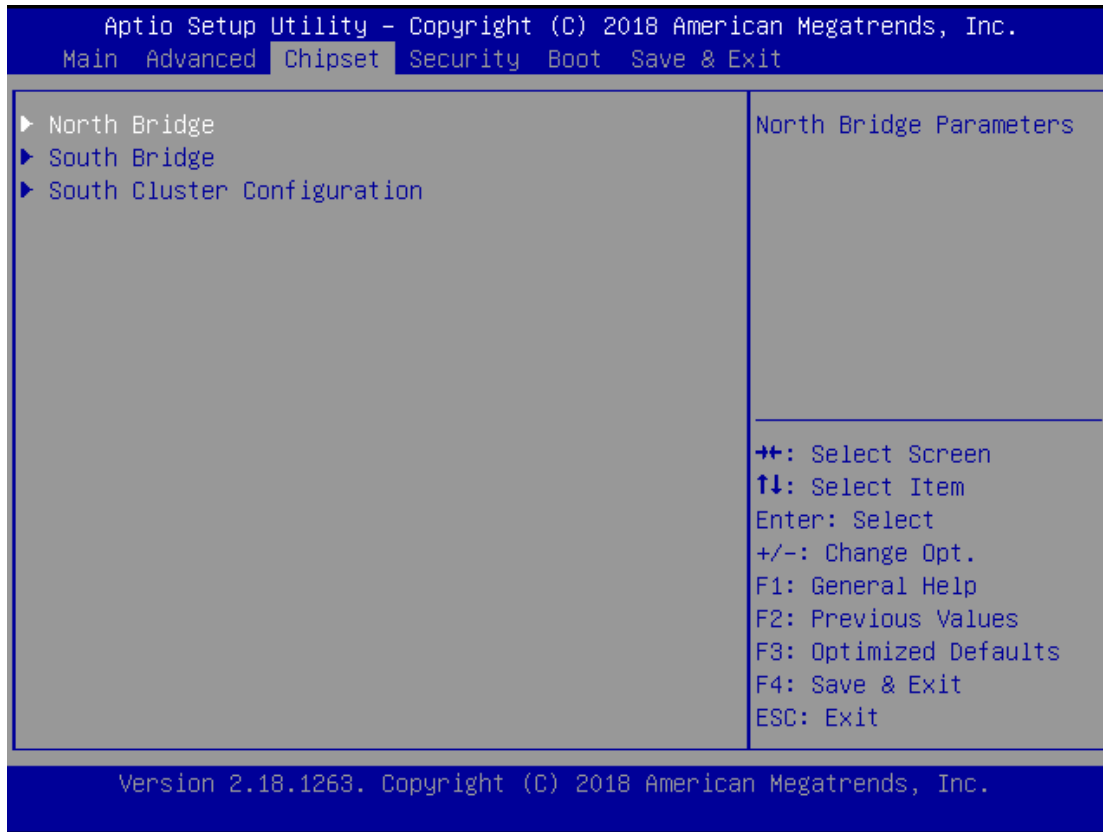 Aptio Setup Utility – Copyright (C) 2018 American Megatrends, Inc.
Main Advanced Chipset Security Boot Save & Exit
► North Bridge
► South Bridge
► South Cluster Configuration
North Bridge Parameters
→←: Select Screen
↑↓: Select Item
Enter: Select
+/-: Change Opt.
F1: General Help
F2: Previous Values
F3: Optimized Defaults
F4: Save & Exit
ESC: Exit
Version 2.18.1263. Copyright (C) 2018 American Megatrends, Inc.